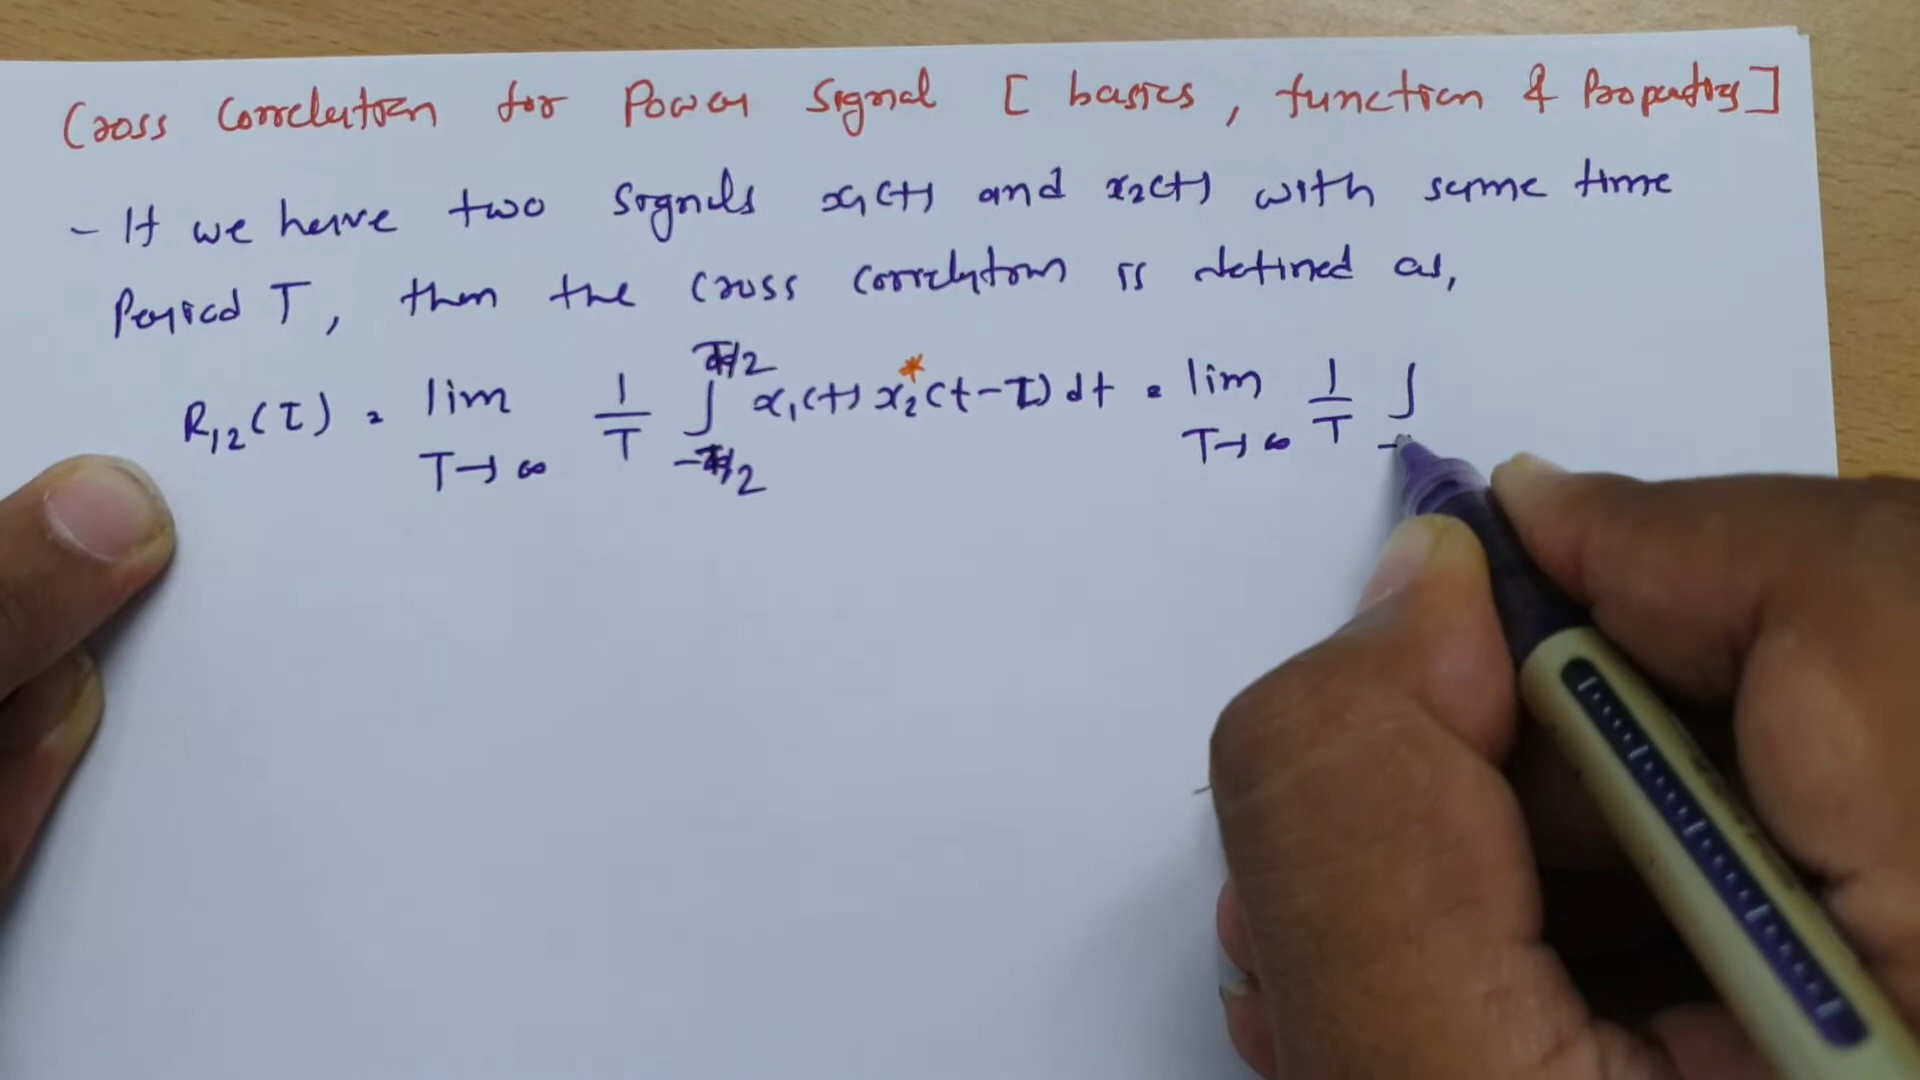 Cross Correlation for Power Signal [ basics, function & Properties ]
- If we have two signals x₁(t) and x₂(t) with same time
Period T, then the cross correlation is defined as,
R₁₂(τ) = lim T→∞ 1/T ∫_{-T/2}^{T/2} x₁(t) x₂*(t-τ) dt = lim T→∞ 1/T ∫ -